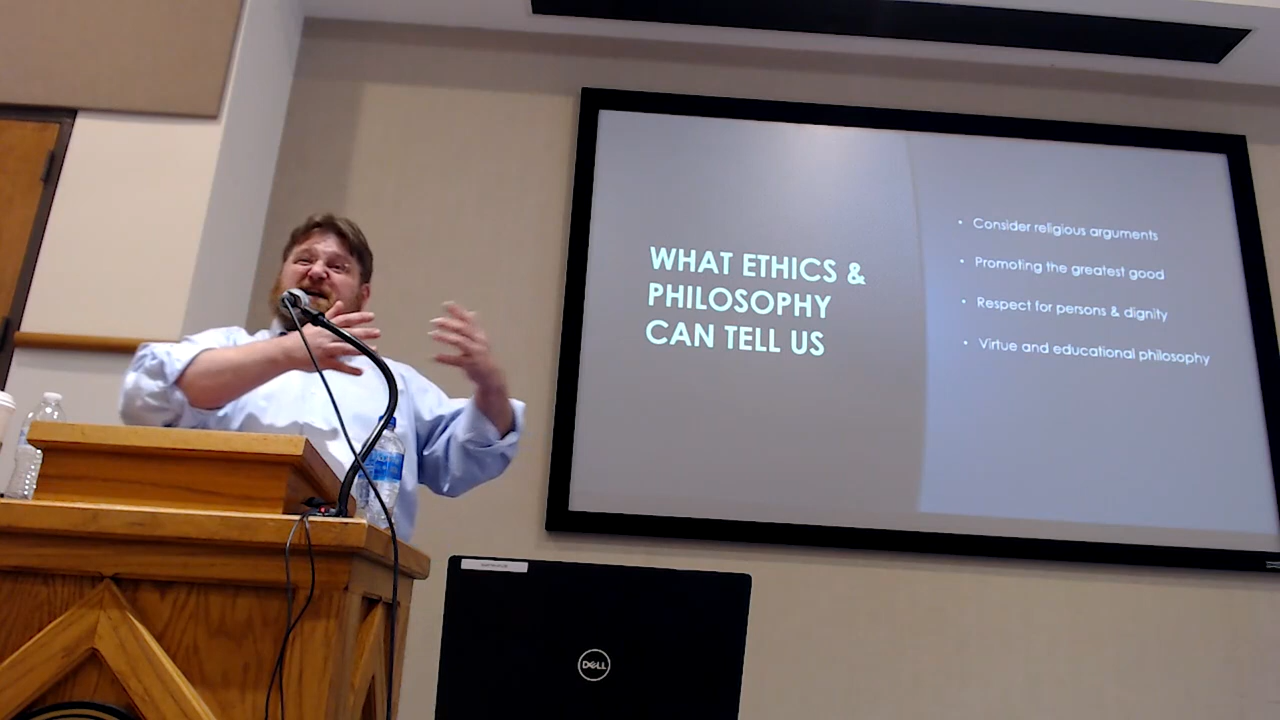 WHAT ETHICS &
PHILOSOPHY
CAN TELL US
• Consider religious arguments
• Promoting the greatest good
• Respect for persons & dignity
• Virtue and educational philosophy
DELL